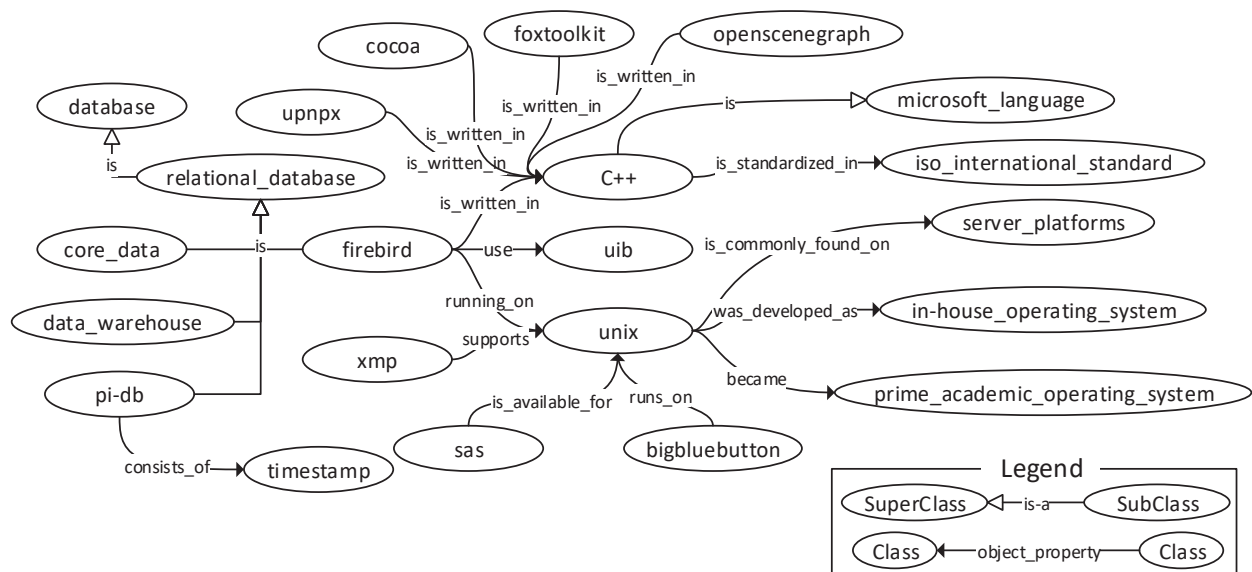 foxtoolkit
openscenegraph
cocoa
is_written_in
database
upnpx
is_written_in
is
microsoft_language
is_written_in
is_written_in
is
relational_database
C++
is_standardized_in
iso_international_standard
is_written_in
server_platforms
core_data
is
firebird
use
uib
is_commonly_found_on
running_on
was_developed_as
in-house_operating_system
data_warehouse
unix
xmp
supports
became
pi-db
prime_academic_operating_system
is_available_for
runs_on
sas
bigbluebutton
consists_of
timestamp
Legend
SuperClass
is-a
SubClass
Class
object_property
Class